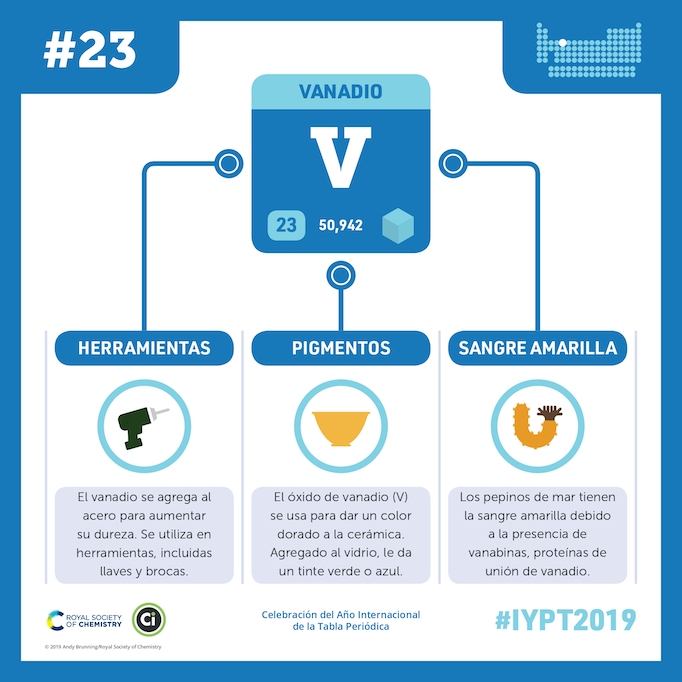 #23
VANADIO
V
23
50,942
HERRAMIENTAS
El vanadio se agrega al
acero para aumentar
su dureza. Se utiliza en
herramientas, incluidas
llaves y brocas.
PIGMENTOS
El óxido de vanadio (V)
se usa para dar un color
dorado a la cerámica.
Agregado al vidrio, le da
un tinte verde o azul.
SANGRE AMARILLA
Los pepinos de mar tienen
la sangre amarilla debido
a la presencia de
vanabinas, proteínas de
unión de vanadio.
ROYAL SOCIETY
OF CHEMISTRY
Ci
Celebración del Año Internacional
de la Tabla Periódica
#IYPT2019
© 2019 Andy Brunning/Royal Society of Chemistry